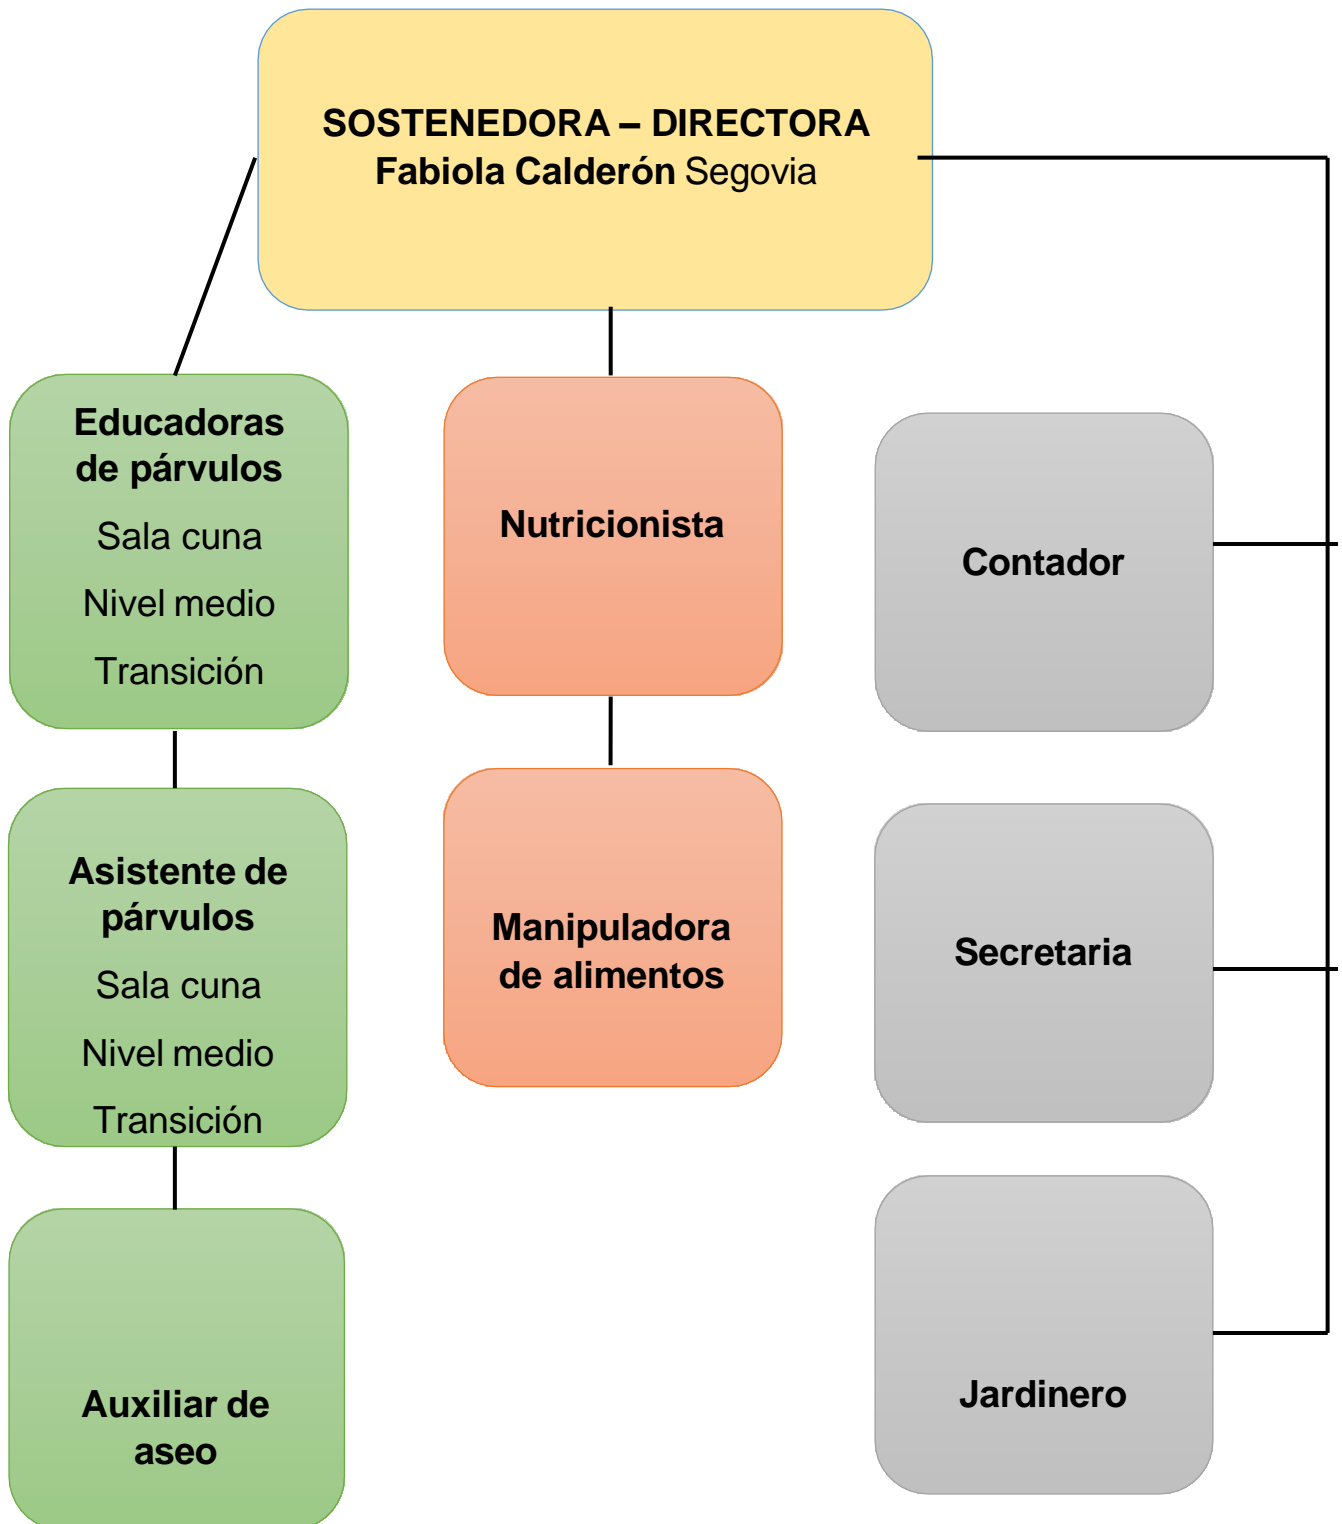 SOSTENEDORA – DIRECTORA
Fabiola Calderón Segovia
Educadoras
de párvulos
Sala cuna
Nivel medio
Transición
Nutricionista
Contador
Asistente de
párvulos
Sala cuna
Nivel medio
Transición
Manipuladora
de alimentos
Secretaria
Auxiliar de
aseo
Jardinero